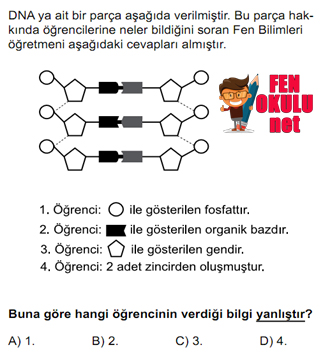 DNA ya ait bir parça aşağıda verilmiştir. Bu parça hak-
kında öğrencilerine neler bildiğini soran Fen Bilimleri
öğretmeni aşağıdaki cevapları almıştır.
FEN
OKULU
net
1. Öğrenci: ile gösterilen fosfattır.
2. Öğrenci: ile gösterilen organik bazdır.
3. Öğrenci: ile gösterilen gendir.
4. Öğrenci: 2 adet zincirden oluşmuştur.
Buna göre hangi öğrencinin verdiği bilgi yanlıştır?
A) 1. B) 2. C) 3. D) 4.